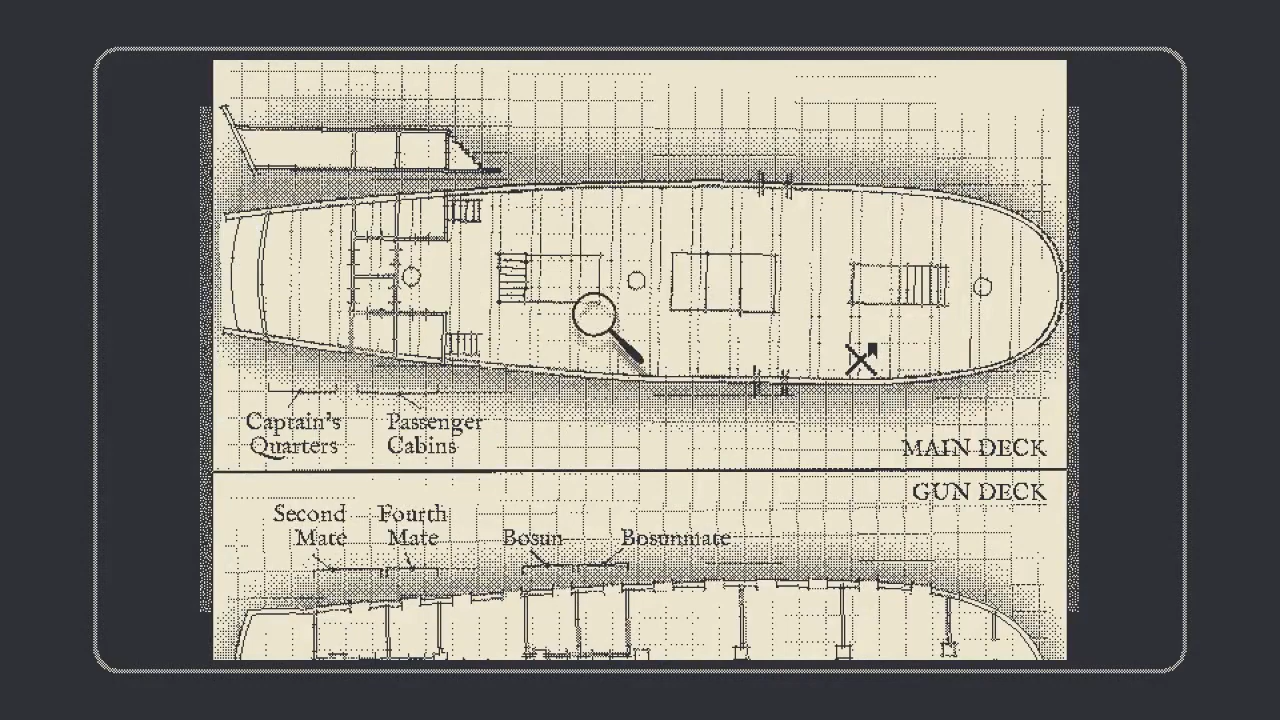 Captain's
Quarters
Passenger
Cabins
MAIN DECK
GUN DECK
Second
Mate
Fourth
Mate
Bosun
Bosunmate